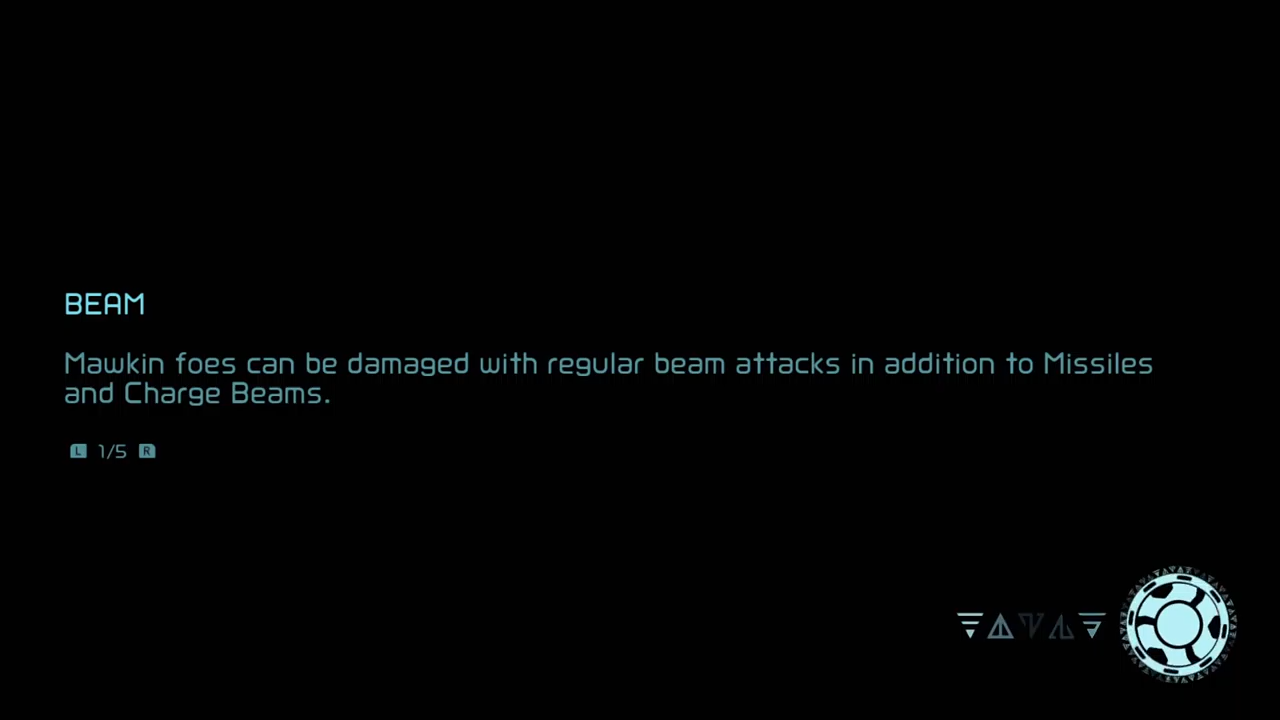 BEAM
Mawkin foes can be damaged with regular beam attacks in addition to Missiles
and Charge Beams.
L 1/5 R